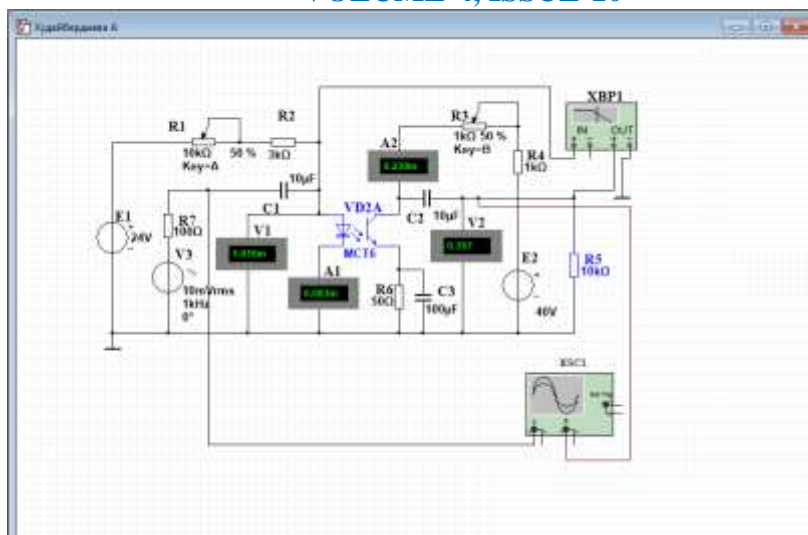 VOLUME 4, ISSUE 10
Худайбердиева А
XBP1
IN OUT
R1
10kΩ
Key=A
50 %
R2
3kΩ
R3
1kΩ 50 %
Key=B
A2
R4
1kΩ
10µF
C1
VD2A
MCT6
C2
10µF
V2
E1
24V
R7
100Ω
V1
V3
10mVrms
1kHz
0°
A1
R6
50Ω
C3
100µF
E2
40V
R5
10kΩ
XSC1